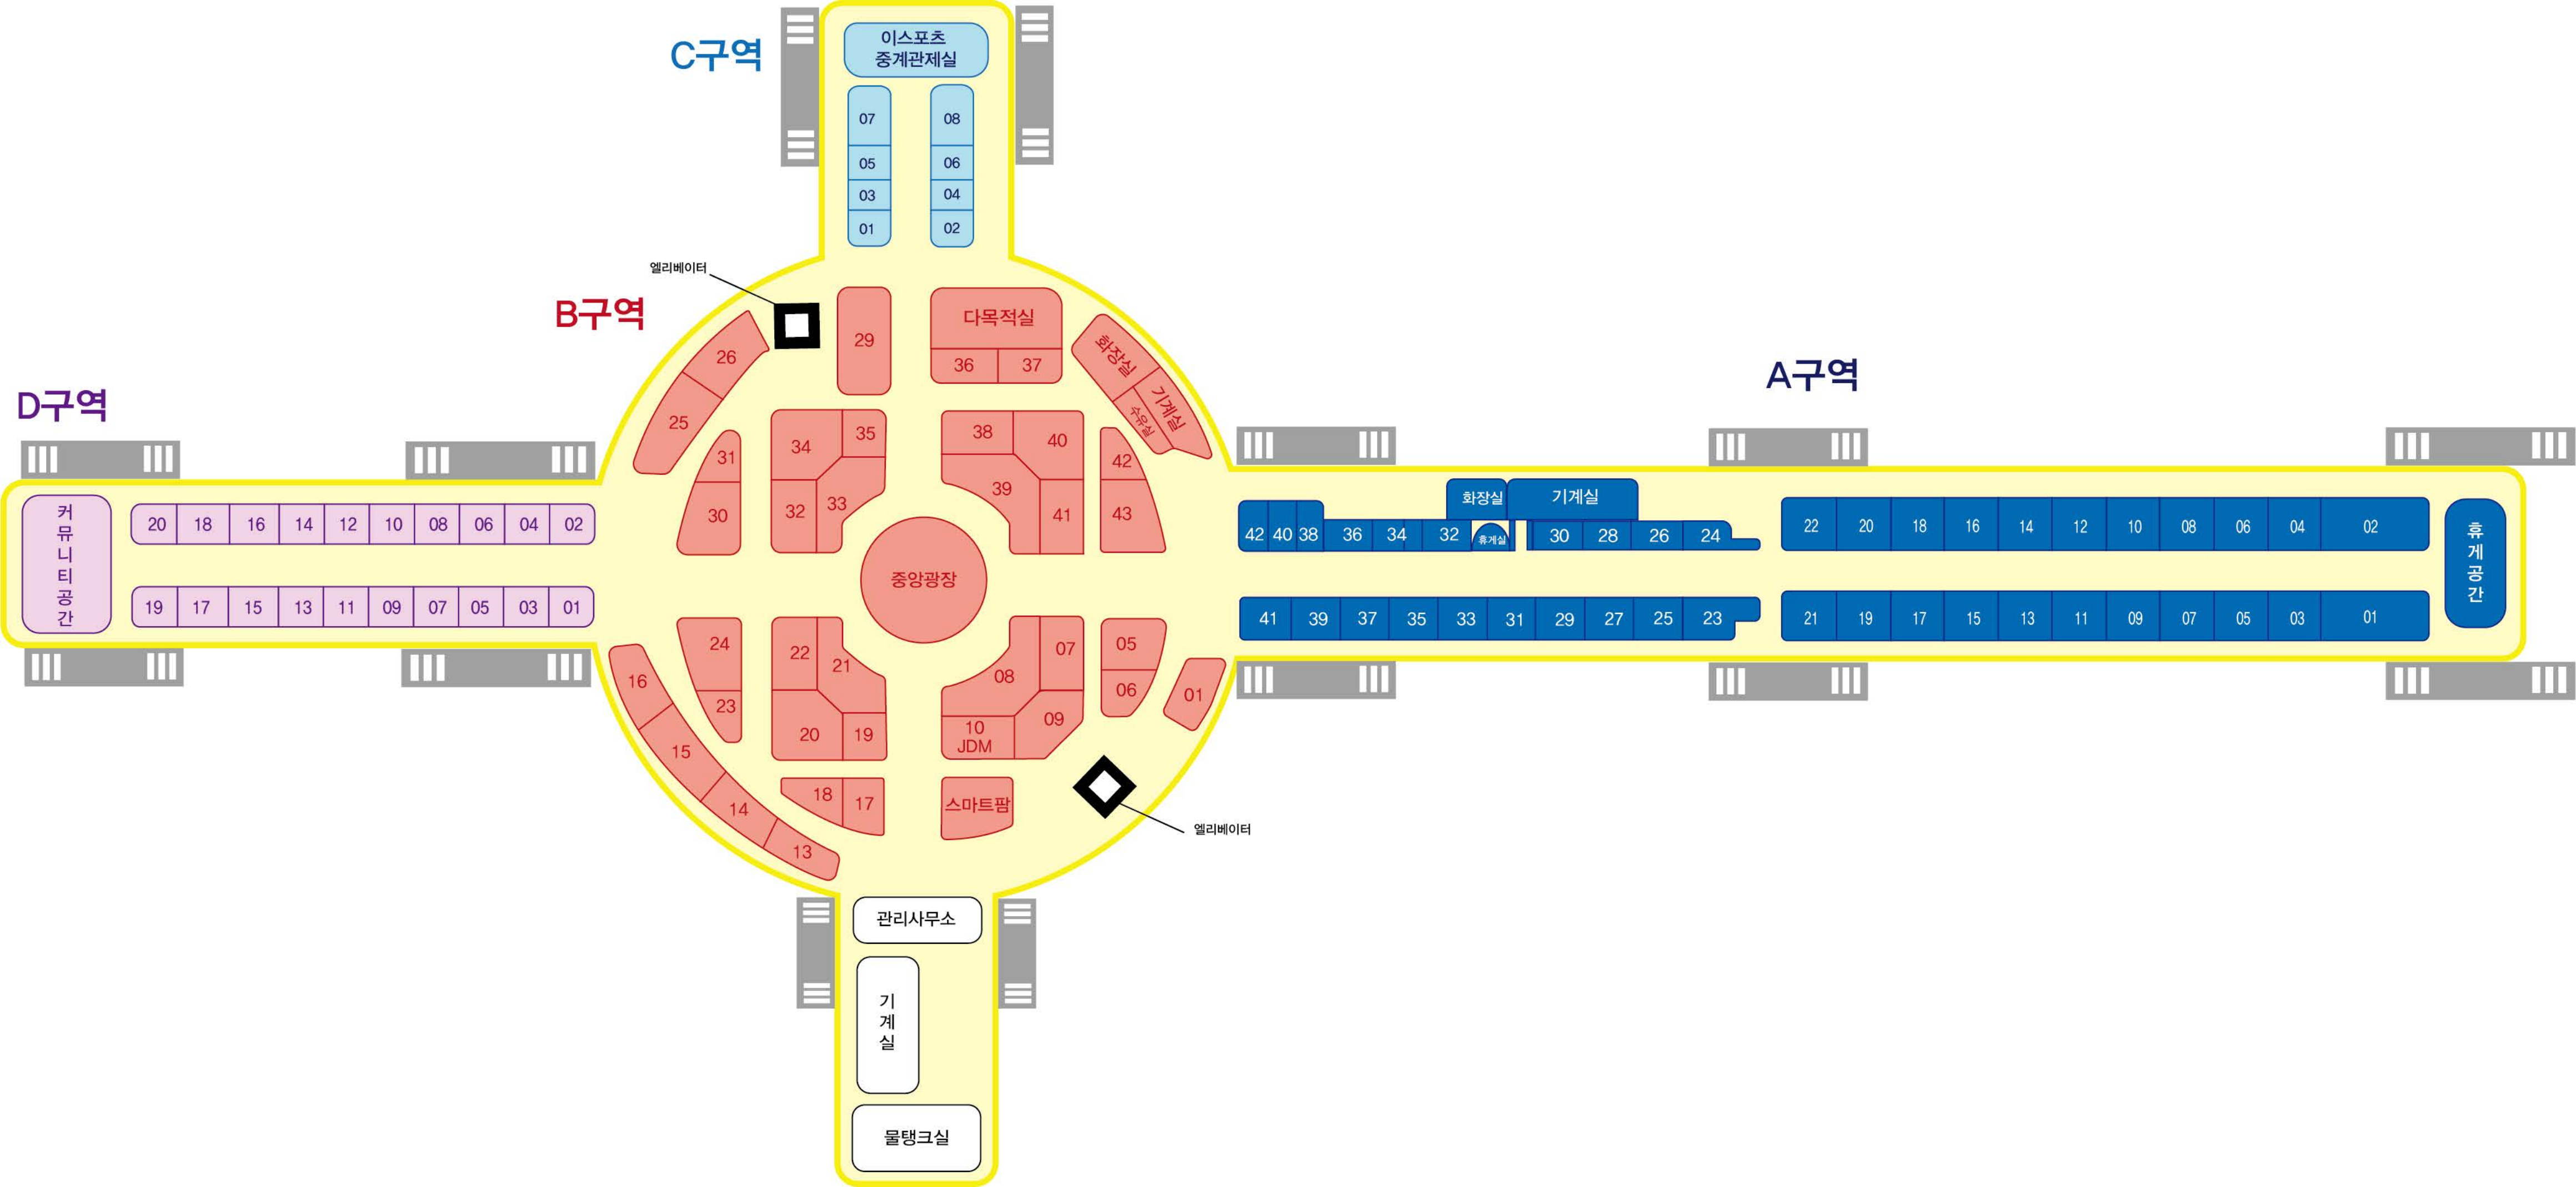 C구역
이스포츠
중계관제실
07
08
05
06
03
04
01
02
엘리베이터
B구역
29
다목적실
36
37
화장실
기계실
수유실
26
25
31
30
34
35
32
33
38
40
39
41
42
43
중앙광장
24
23
22
21
20
19
07
08
09
10
JDM
05
06
01
16
15
14
13
18
17
스마트팜
엘리베이터
D구역
커뮤니티공간
20 18 16 14 12 10 08 06 04 02
19 17 15 13 11 09 07 05 03 01
A구역
화장실
기계실
42 40 38 36 34 32 휴게실 30 28 26 24
22 20 18 16 14 12 10 08 06 04 02
41 39 37 35 33 31 29 27 25 23
21 19 17 15 13 11 09 07 05 03 01
휴게공간
관리사무소
기계실
물탱크실